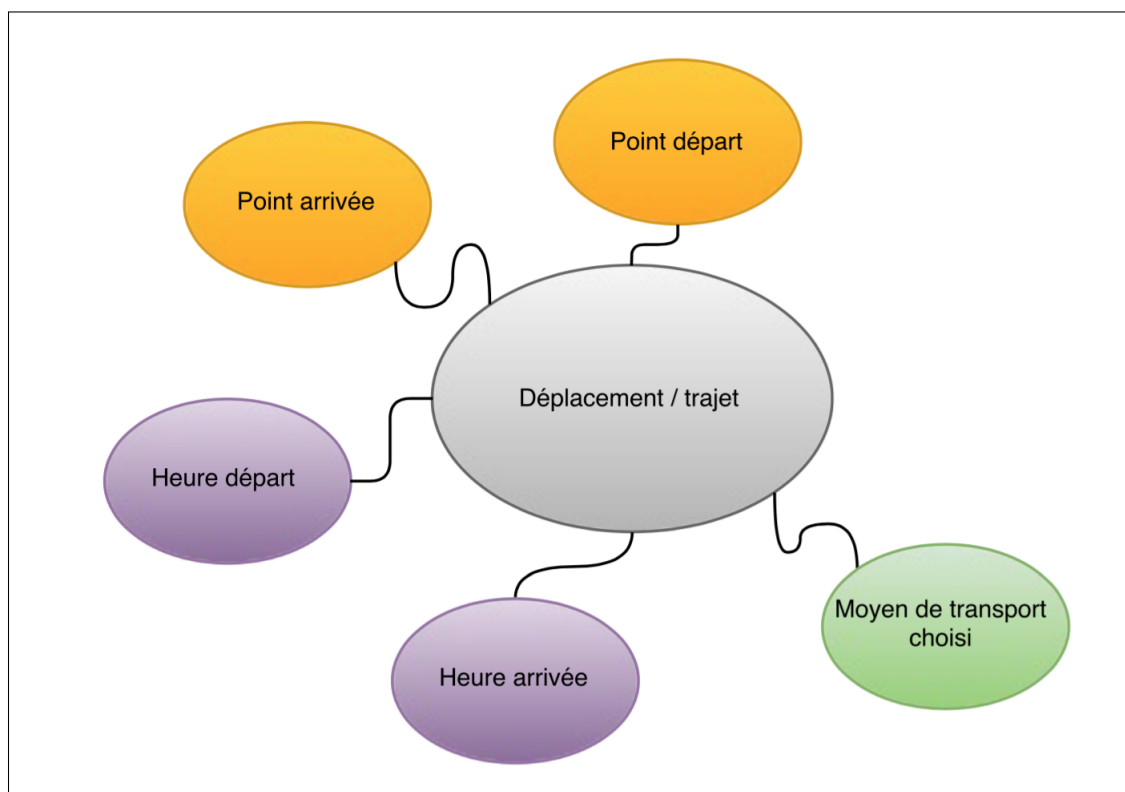 Point départ
Point arrivée
Déplacement / trajet
Heure départ
Moyen de transport
choisi
Heure arrivée